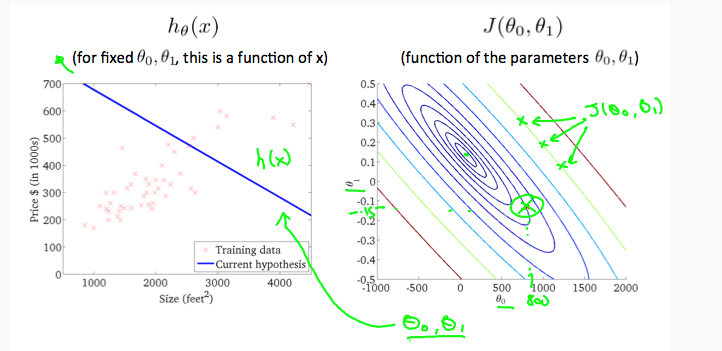 hθ(x)
(for fixed θ₀, θ₁, this is a function of x)
700
600
500
400
300
200
100
0
Price $ (in 1000s)
1000
2000
3000
4000
Size (feet²)
h(x)
Training data
Current hypothesis
θ₀, θ₁
J(θ₀, θ₁)
(function of the parameters θ₀, θ₁)
0.5
0.4
0.3
0.2
0.1
0
-0.1
-0.2
-0.3
-0.4
-0.5
θ₁
-.15
J(θ₀, θ₁)
-1000
-500
0
500
1000
1500
2000
θ₀
800